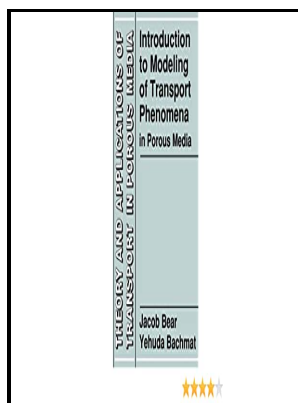 THEORY AND APPLICATIONS OF
TRANSPORT IN POROUS MEDIA
Introduction
to Modeling
of Transport
Phenomena
in Porous Media
Jacob Bear
Yehuda Bachmat